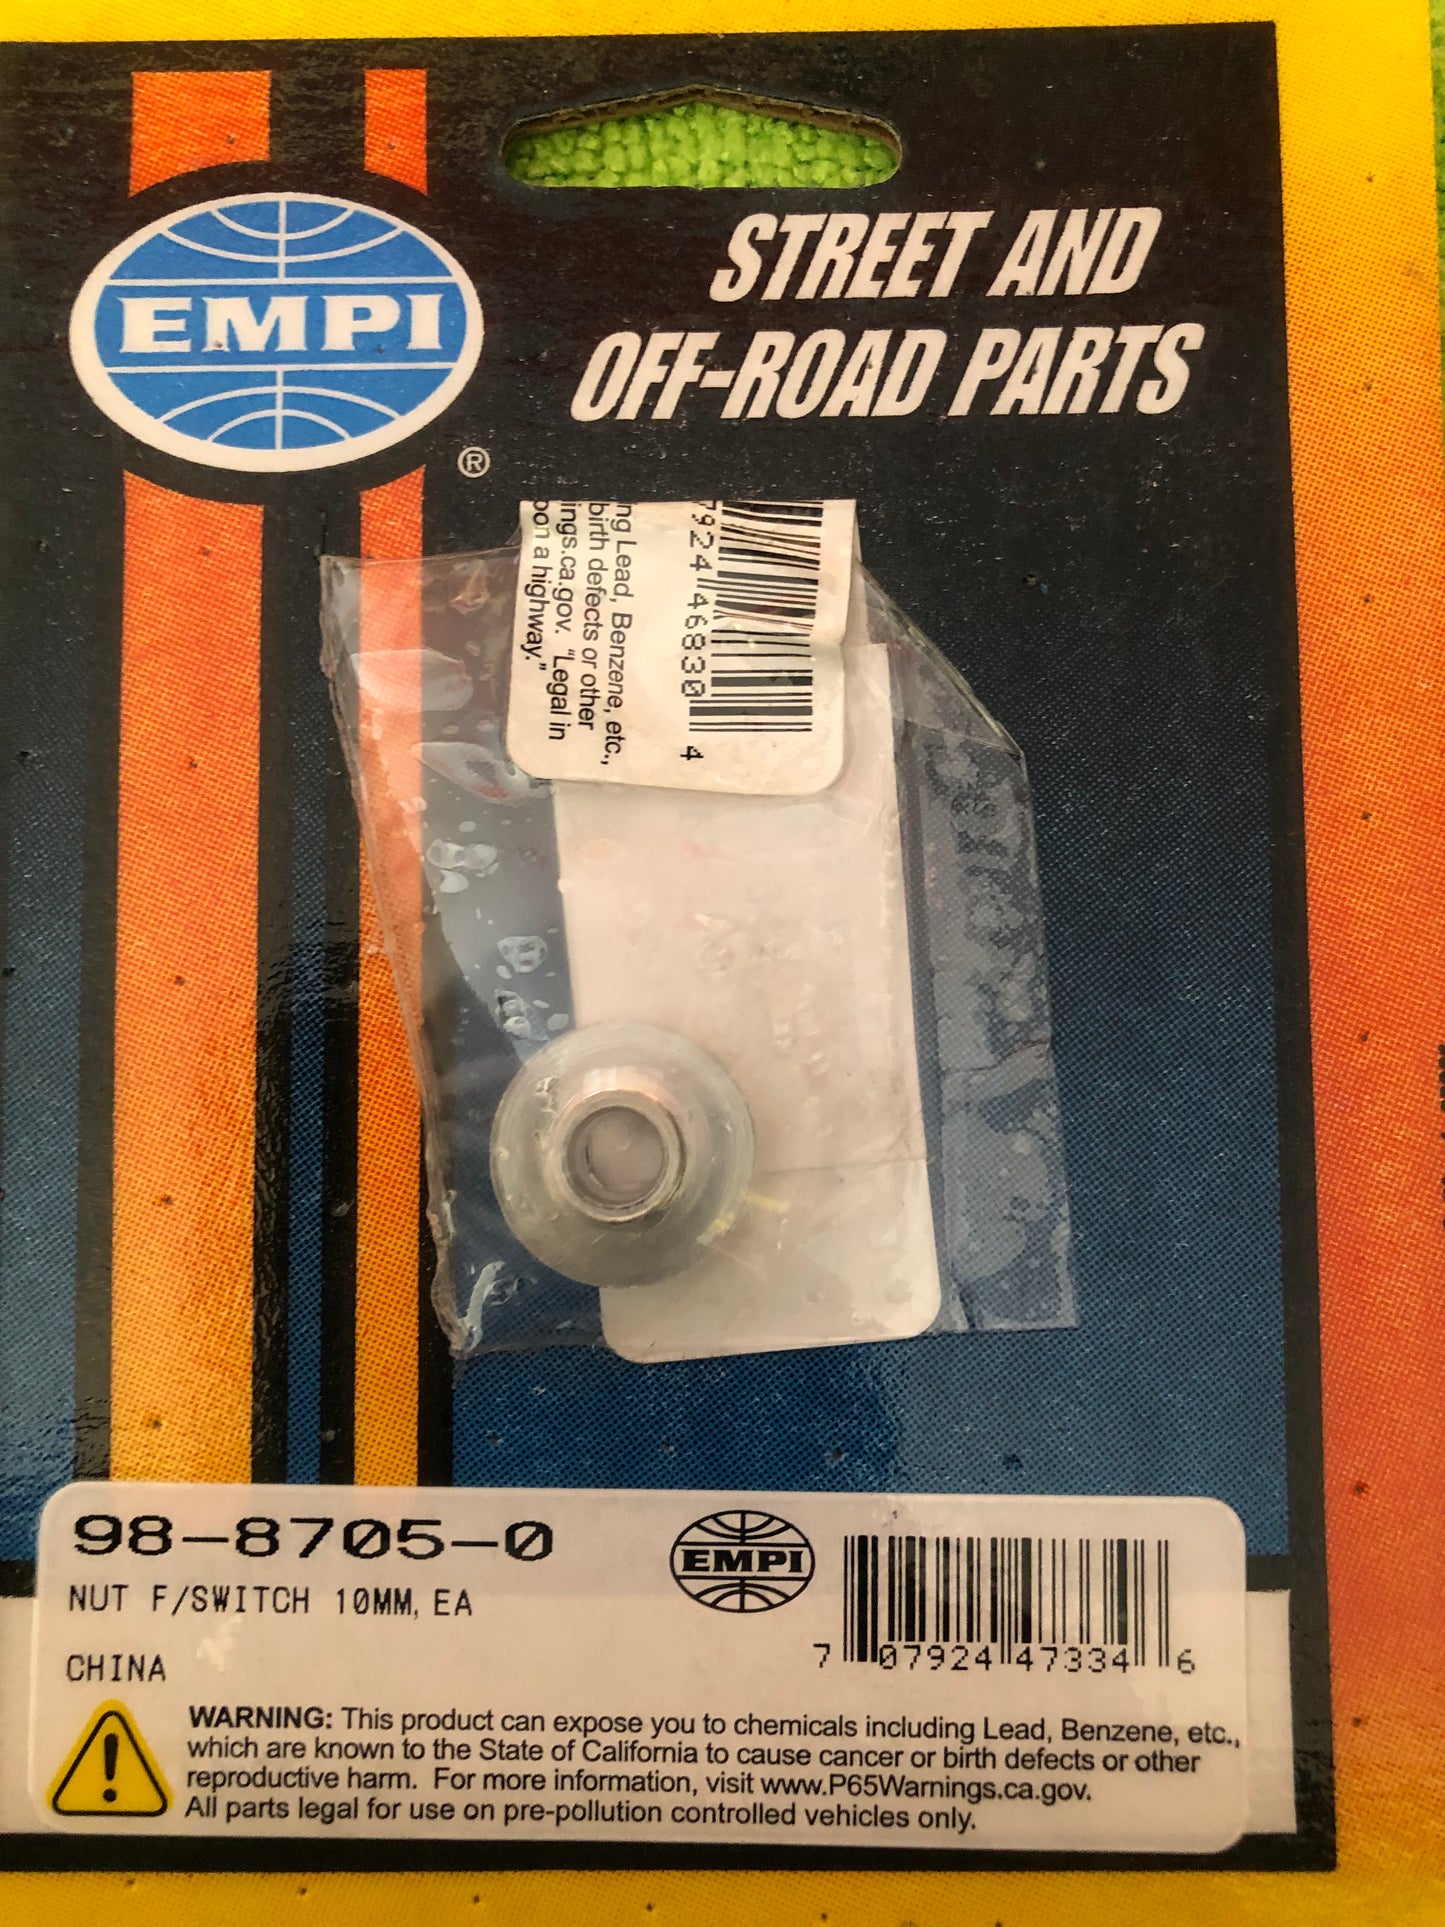 EMPI
®
STREET AND
OFF-ROAD PARTS
7924 46830 4
ng Lead, Benzene, etc.,
birth defects or other
ings.ca.gov. "Legal in
a highway."
98-8705-0
NUT F/SWITCH 10MM, EA
CHINA
EMPI
7 07924 47334 6
WARNING: This product can expose you to chemicals including Lead, Benzene, etc.,
which are known to the State of California to cause cancer or birth defects or other
reproductive harm. For more information, visit www.P65Warnings.ca.gov.
All parts legal for use on pre-pollution controlled vehicles only.